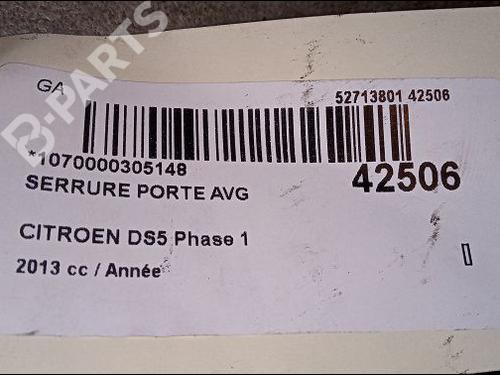 B-PARTS
GA
52713801 42506
*1070000305148
42506
SERRURE PORTE AVG
CITROEN DS5 Phase 1
2013 cc / Année